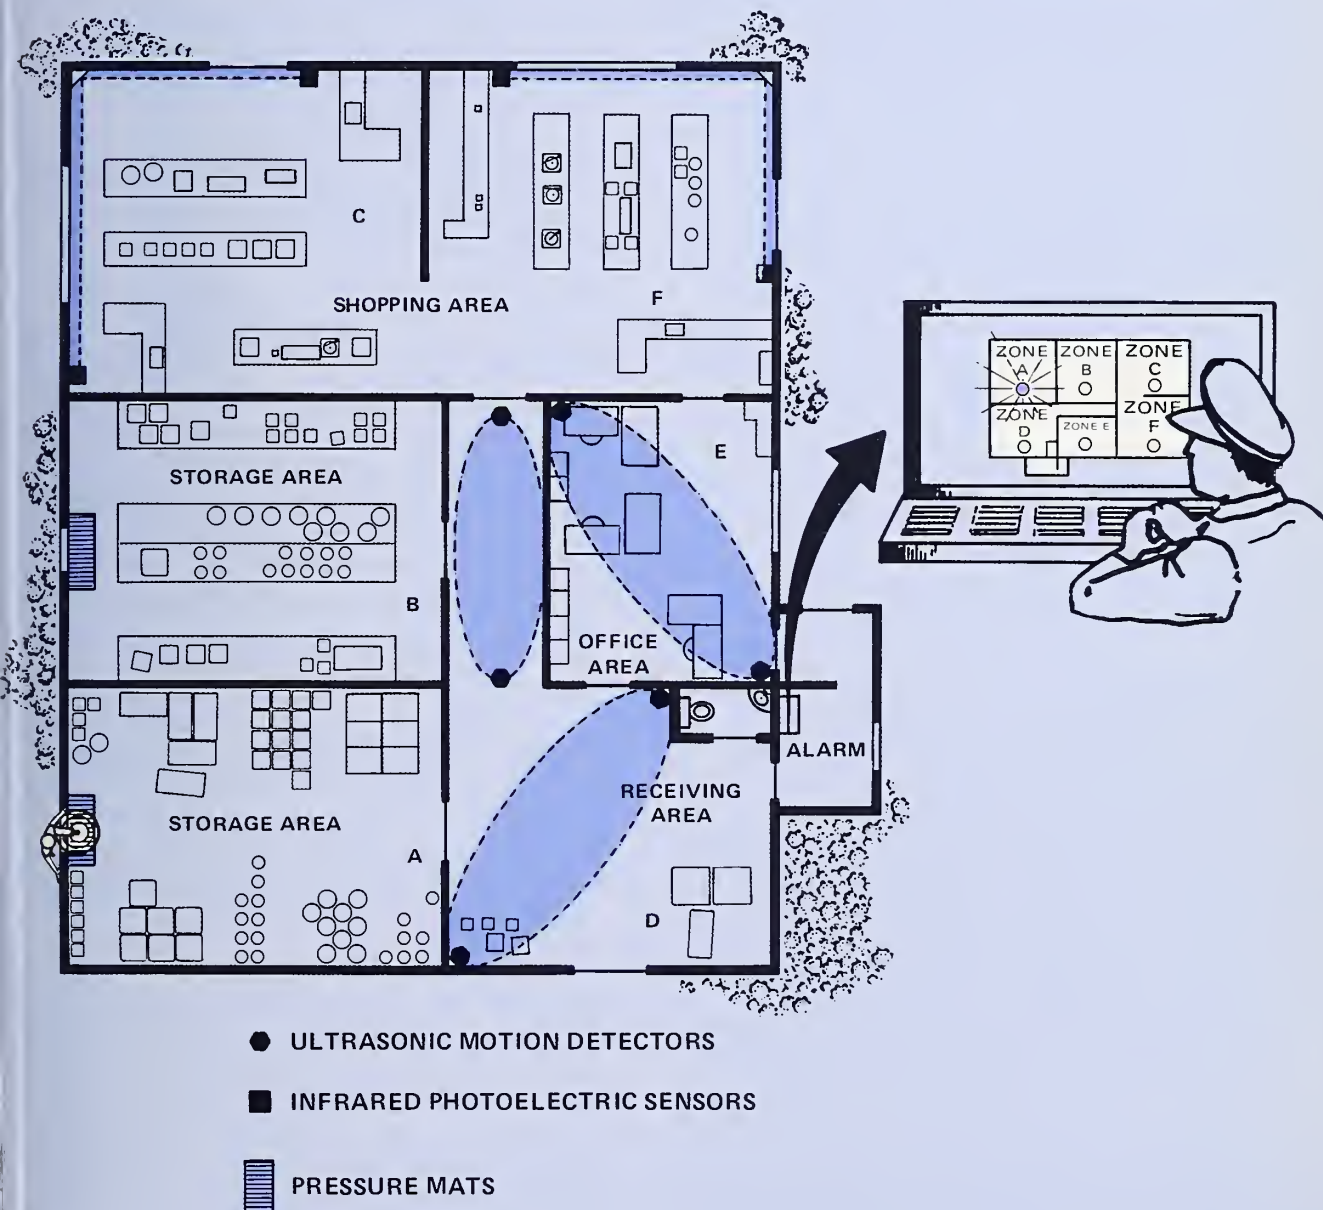 C
SHOPPING AREA
F
STORAGE AREA
E
B
OFFICE
AREA
ALARM
RECEIVING
AREA
STORAGE AREA
A
D
ZONE
A
ZONE
B
ZONE
C
ZONE
D
ZONE E
ZONE
F
ULTRASONIC MOTION DETECTORS
INFRARED PHOTOELECTRIC SENSORS
PRESSURE MATS